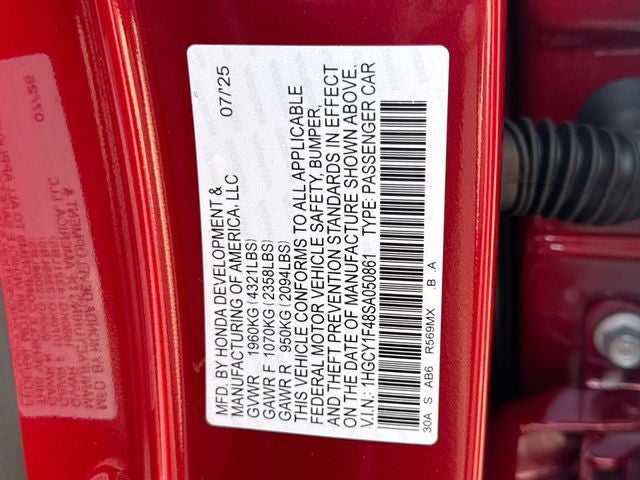 MFD. BY HONDA DEVELOPMENT & 07/'25
MANUFACTURING OF AMERICA, LLC
GVWR 1960KG(4321LBS)
GAWR F 1070KG(2358LBS)
GAWR R 950KG(2094LBS)
THIS VEHICLE CONFORMS TO ALL APPLICABLE
FEDERAL MOTOR VEHICLE SAFETY, BUMPER,
AND THEFT PREVENTION STANDARDS IN EFFECT
ON THE DATE OF MANUFACTURE SHOWN ABOVE.
V.I.N.: 1HGCY1F48SA050861 TYPE: PASSENGER CAR
30A S AB6 R569MX .B .A